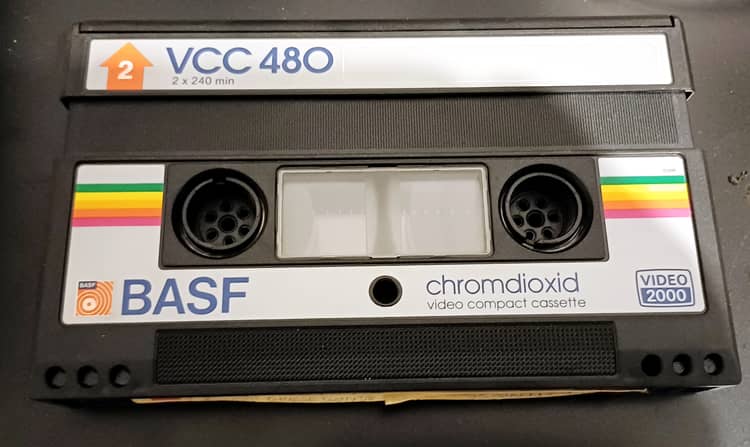 2
VCC 480
2 x 240 min
BASF
BASF
chromdioxid
video compact cassette
VIDEO
2000